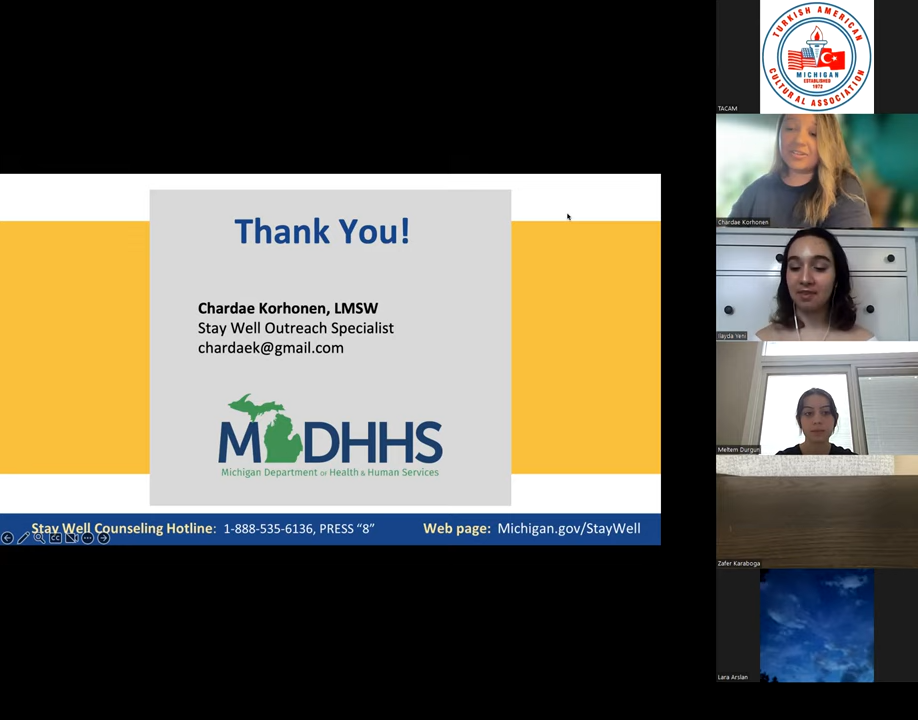 Thank You!
Chardae Korhonen, LMSW
Stay Well Outreach Specialist
chardaek@gmail.com
MDHHS
Michigan Department of Health & Human Services
Stay Well Counseling Hotline: 1-888-535-6136, PRESS “8”
Web page: Michigan.gov/StayWell
TURKISH AMERICAN
CULTURAL ASSOCIATION
MICHIGAN
ESTABLISHED
1972
TACAM
Chardae Korhonen
Ilayda Yeni
Meltem Durgun
Zafer Karaboga
Lara Arslan